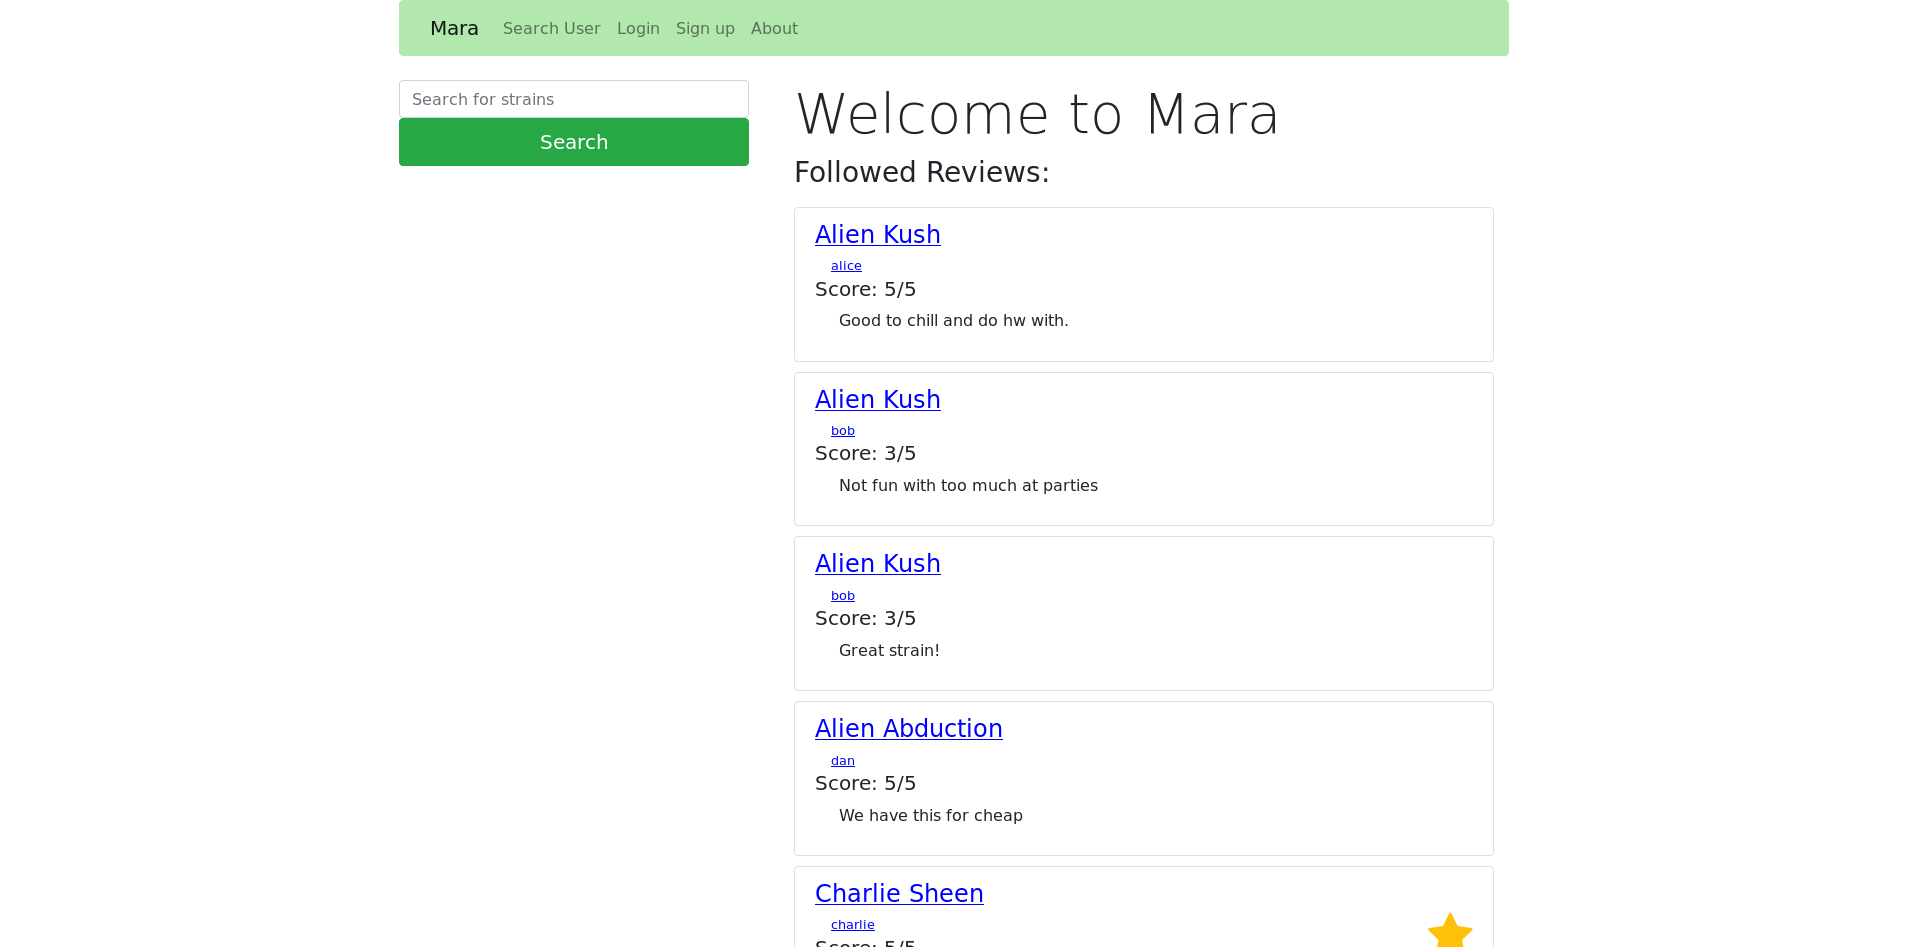 Mara Search User Login Sign up About
Search for strains
Search
Welcome to Mara
Followed Reviews:
Alien Kush
alice
Score: 5/5
Good to chill and do hw with.
Alien Kush
bob
Score: 3/5
Not fun with too much at parties
Alien Kush
bob
Score: 3/5
Great strain!
Alien Abduction
dan
Score: 5/5
We have this for cheap
Charlie Sheen
charlie
Score: 5/5